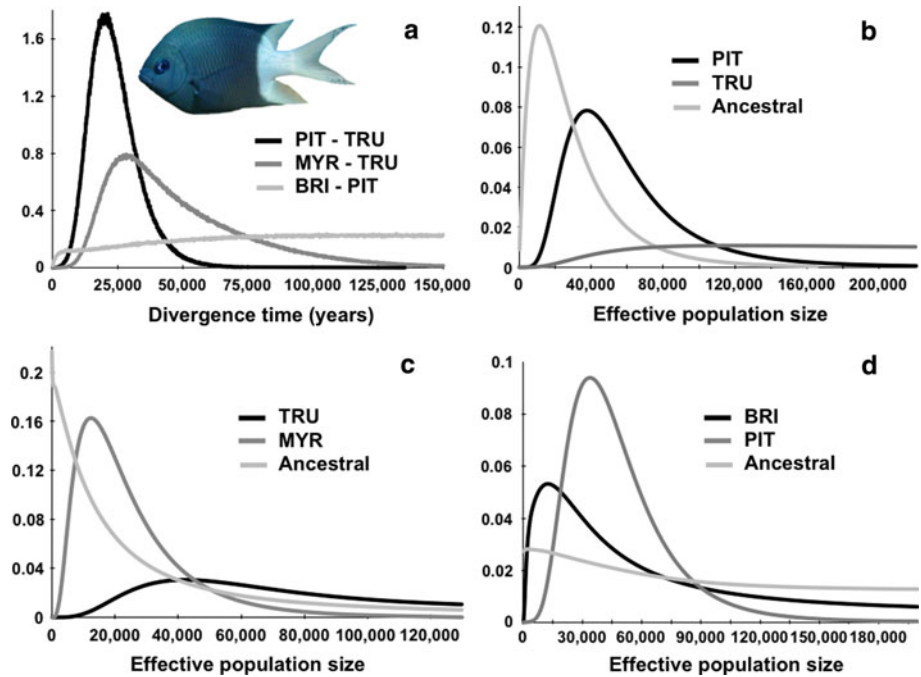 a
1.6
1.2
0.8
0.4
0
PIT - TRU
MYR - TRU
BRI - PIT
0 25,000 50,000 75,000 100,000 125,000 150,000
Divergence time (years)
b
0.12
0.10
0.08
0.06
0.04
0.02
0
PIT
TRU
Ancestral
0 40,000 80,000 120,000 160,000 200,000
Effective population size
c
0.2
0.16
0.12
0.08
0.04
0
TRU
MYR
Ancestral
0 20,000 40,000 60,000 80,000 100,000 120,000
Effective population size
d
0.1
0.08
0.06
0.04
0.02
0
BRI
PIT
Ancestral
0 30,000 60,000 90,000 120,000 150,000 180,000
Effective population size